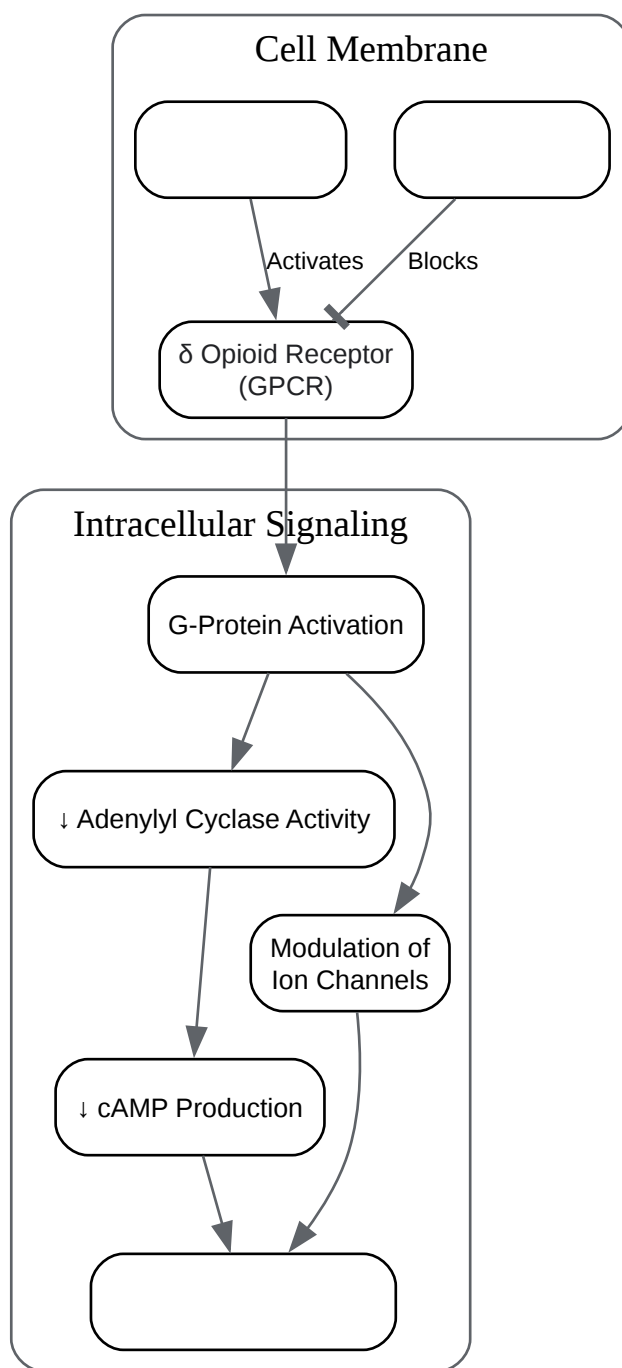 Cell Membrane
Activates
Blocks
δ Opioid Receptor
(GPCR)
Intracellular Signaling
G-Protein Activation
↓ Adenylyl Cyclase Activity
Modulation of
Ion Channels
↓ cAMP Production